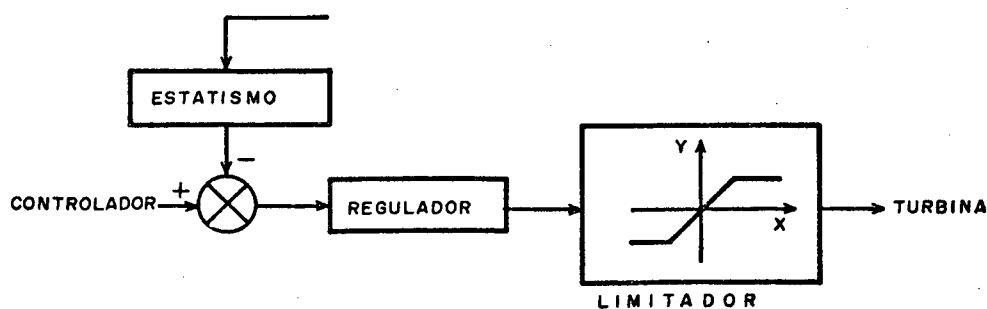 ESTATISMO
−
CONTROLADOR
+
REGULADOR
Y
X
TURBINA
LIMITADOR